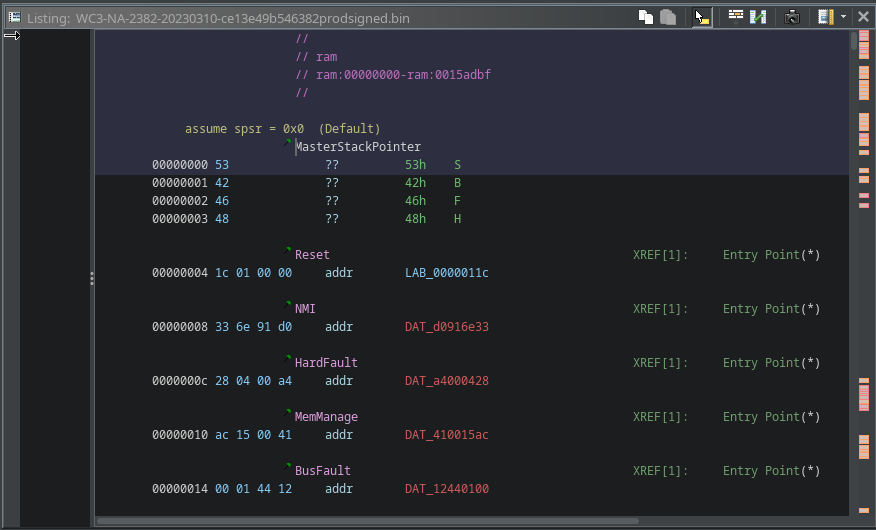 Listing: WC3-NA-2382-20230310-ce13e49b546382prodsigned.bin
//
// ram
// ram:00000000-ram:0015adbf
//
assume spsr = 0x0 (Default)
MasterStackPointer
00000000 53 ?? 53h S
00000001 42 ?? 42h B
00000002 46 ?? 46h F
00000003 48 ?? 48h H
Reset XREF[1]: Entry Point(*)
00000004 1c 01 00 00 addr LAB_0000011c
NMI XREF[1]: Entry Point(*)
00000008 33 6e 91 d0 addr DAT_d0916e33
HardFault XREF[1]: Entry Point(*)
0000000c 28 04 00 a4 addr DAT_a4000428
MemManage XREF[1]: Entry Point(*)
00000010 ac 15 00 41 addr DAT_410015ac
BusFault XREF[1]: Entry Point(*)
00000014 00 01 44 12 addr DAT_12440100